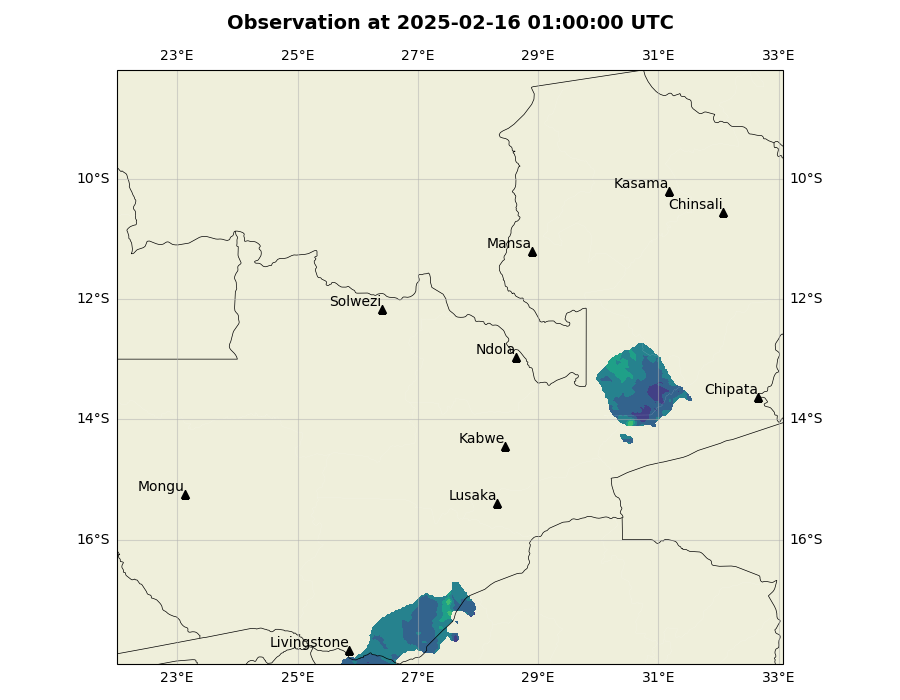 Observation at 2025-02-16 01:00:00 UTC
23°E 25°E 27°E 29°E 31°E 33°E
10°S 10°S
Kasama
Chinsali
Mansa
12°S 12°S
Solwezi
Ndola
Chipata
14°S 14°S
Kabwe
Mongu
Lusaka
16°S 16°S
Livingstone
23°E 25°E 27°E 29°E 31°E 33°E